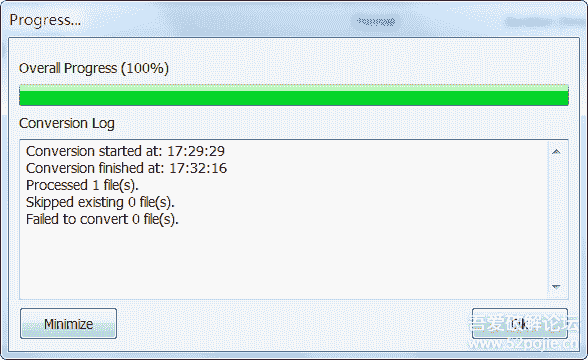 Progress...
Overall Progress (100%)
Conversion Log
Conversion started at: 17:29:29
Conversion finished at: 17:32:16
Processed 1 file(s).
Skipped existing 0 file(s).
Failed to convert 0 file(s).
Minimize
Ok
吾爱破解论坛
www.52pojie.cn